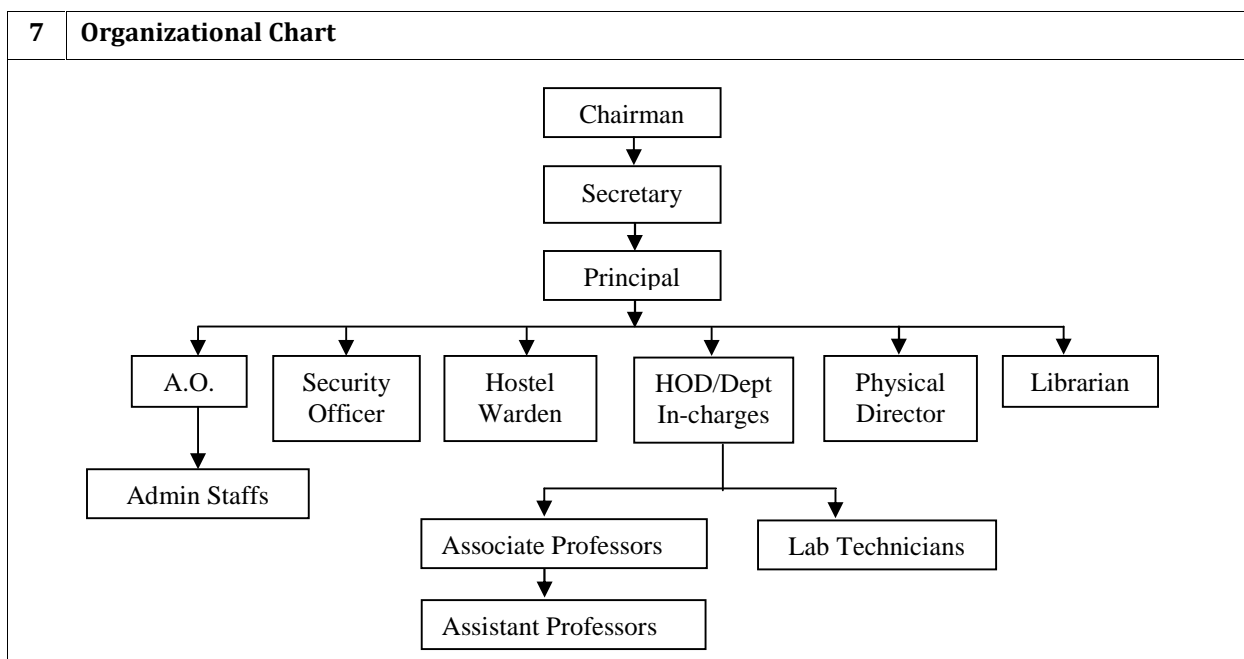 7 Organizational Chart
Chairman
Secretary
Principal
A.O.
Security
Officer
Hostel
Warden
HOD/Dept
In-charges
Physical
Director
Librarian
Admin Staffs
Associate Professors
Lab Technicians
Assistant Professors